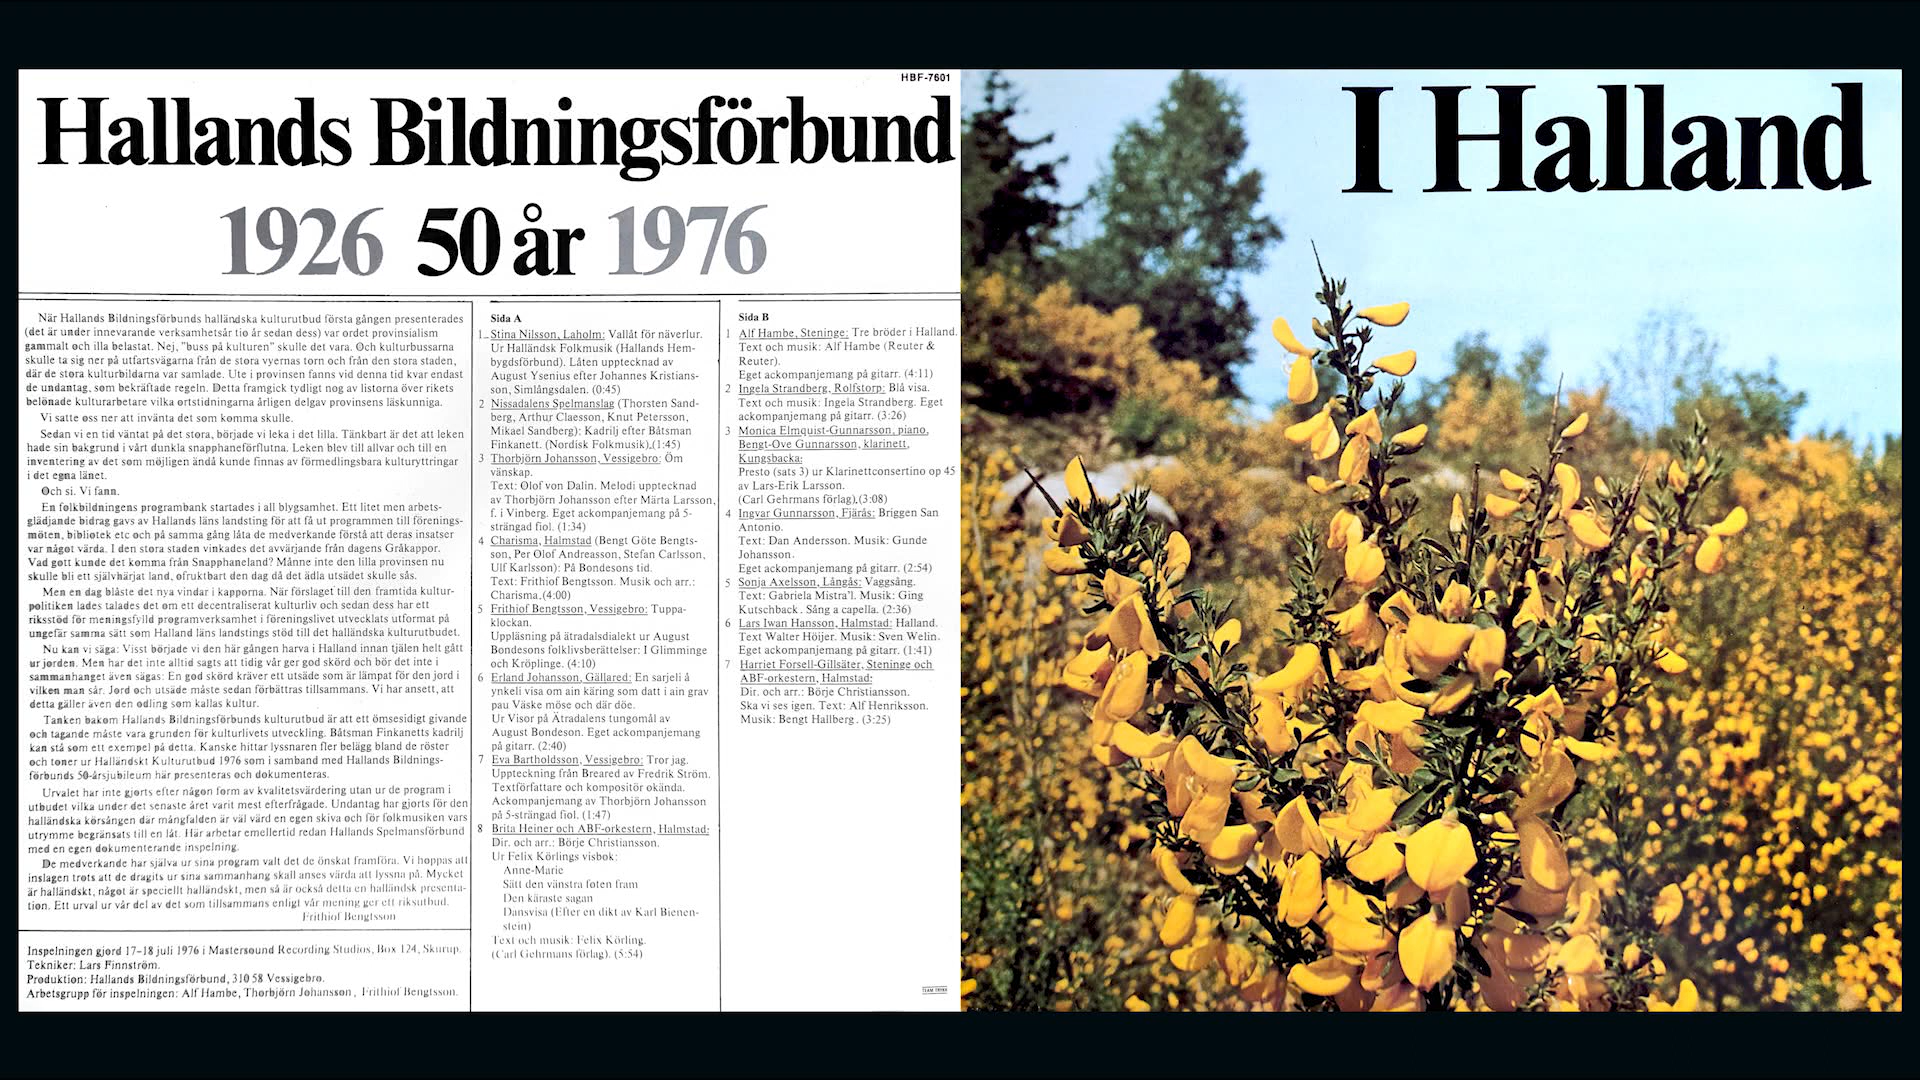 HBF-7601
Hallands Bildningsförbund
1926 50 år 1976
När Hallands Bildningsförbunds halländska kulturutbud första gången presenterades
(det är under innevarande verksamhetsår tio år sedan dess) var ordet provinsialism
gammalt och illa belastat. Nej, "buss på kulturen" skulle det vara. Och kulturbussarna
skulle ta sig ner på utfartsvägarna från de stora vyernas torn och från den stora staden,
där de stora kulturbildarna var samlade. Ute i provinsen fanns vid denna tid kvar endast
de undantag, som bekräftade regeln. Detta framgick tydligt nog av listorna över rikets
belönade kulturarbetare vilka ortstidningarna årligen delgav provinsens läskunniga.
Vi satte oss ner att invänta det som komma skulle.
Sedan vi en tid väntat på det stora, började vi leka i det lilla. Tänkbart är det att leken
hade sin bakgrund i vårt dunkla snapphaneförflutna. Leken blev till allvar och till en
inventering av det som möjligen ändå kunde finnas av förmedlingsbara kulturyttringar
i det egna länet.
Och si. Vi fann.
En folkbildningens programbank startades i all blygsamhet. Ett litet men arbets-
glädjande bidrag gavs av Hallands läns landsting för att få ut programmen till förenings-
möten, bibliotek etc och på samma gång låta de medverkande förstå att deras insatser
var något värda. I den stora staden vinkades det avvärjande från dagens Gråkappor.
Vad gott kunde det komma från Snapphaneland? Månne inte den lilla provinsen nu
skulle bli ett självhärjat land, ofruktbart den dag då det ädla utsädet skulle sås.
Men en dag blåste det nya vindar i kapporna. När förslaget till den framtida kultur-
politiken lades talades det om ett decentraliserat kulturliv och sedan dess har ett
riksstöd för meningsfylld programverksamhet i föreningslivet utvecklats utformat på
ungefär samma sätt som Halland läns landstings stöd till det halländska kulturutbudet.
Nu kan vi säga: Visst började vi den här gången harva i Halland innan tjälen helt gått
ur jorden. Men har det inte alltid sagts att tidig vår ger god skörd och bör det inte i
sammanhanget även sägas: En god skörd kräver ett utsäde som är lämpat för den jord i
vilken man sår. Jord och utsäde måste sedan förbättras tillsammans. Vi har ansett, att
detta gäller även den odling som kallas kultur.
Tanken bakom Hallands Bildningsförbunds kulturutbud är att ett ömsesidigt givande
och tagande måste vara grunden för kulturlivets utveckling. Båtsman Finkanetts kadrilj
kan stå som ett exempel på detta. Kanske hittar lyssnaren fler belägg bland de röster
och toner ur Halländskt Kulturutbud 1976 som i samband med Hallands Bildnings-
förbunds 50-årsjubileum här presenteras och dokumenteras.
Urvalet har inte gjorts efter någon form av kvalitetsvärdering utan ur de program i
utbudet vilka under det senaste året varit mest efterfrågade. Undantag har gjorts för den
halländska körsången där mångfalden är väl värd en egen skiva och för folkmusiken vars
utrymme begränsats till en låt. Här arbetar emellertid redan Hallands Spelmansförbund
med en egen dokumenterande inspelning.
De medverkande har själva ur sina program valt det de önskat framföra. Vi hoppas att
inslagen trots att de dragits ur sina sammanhang skall anses värda att lyssna på. Mycket
är halländskt, något är speciellt halländskt, men så är också detta en halländsk presenta-
tion. Ett urval ur vår del av det som tillsammans enligt vår mening ger ett riksutbud.
Frithiof Bengtsson
Inspelningen gjord 17-18 juli 1976 i Mastersound Recording Studios, Box 124, Skurup.
Tekniker: Lars Finnström.
Produktion: Hallands Bildningsförbund, 310 58 Vessigebro.
Arbetsgrupp för inspelningen: Alf Hambe, Thorbjörn Johansson, Frithiof Bengtsson.
Sida A
1 Stina Nilsson, Laholm: Vallåt för näverlur.
Ur Halländsk Folkmusik (Hallands Hem-
bygdsförbund). Låten upptecknad av
August Ysenius efter Johannes Kristians-
son, Simlångsdalen. (0:45)
2 Nissadalens Spelmanslag (Thorsten Sand-
berg, Arthur Claesson, Knut Petersson,
Mikael Sandberg): Kadrilj efter Båtsman
Finkanett. (Nordisk Folkmusik).(1:45)
3 Thorbjörn Johansson, Vessigebro: Om
vänskap.
Text: Olof von Dalin. Melodi upptecknad
av Thorbjörn Johansson efter Märta Larsson,
f. i Vinberg. Eget ackompanjemang på 5-
strängad fiol. (1:34)
4 Charisma, Halmstad (Bengt Göte Bengts-
son, Per Olof Andreasson, Stefan Carlsson,
Ulf Karlsson): På Bondesons tid.
Text: Frithiof Bengtsson. Musik och arr.:
Charisma.(4:00)
5 Frithiof Bengtsson, Vessigebro: Tuppa-
klockan.
Uppläsning på ätradalsdialekt ur August
Bondesons folklivsberättelser: I Glimminge
och Kröplinge. (4:10)
6 Erland Johansson, Gällared: En sarjeli å
ynkeli visa om ain käring som datt i ain grav
pau Väske möse och där döe.
Ur Visor på Ätradalens tungomål av
August Bondeson. Eget ackompanjemang
på gitarr. (2:40)
7 Eva Bartholdsson, Vessigebro: Tror jag.
Uppteckning från Breared av Fredrik Ström.
Textförfattare och kompositör okända.
Ackompanjemang av Thorbjörn Johansson
på 5-strängad fiol. (1:47)
8 Brita Heiner och ABF-orkestern, Halmstad:
Dir. och arr.: Börje Christiansson.
Ur Felix Körlings visbok:
Anne-Marie
Sätt den vänstra foten fram
Den käraste sagan
Dansvisa (Efter en dikt av Karl Bienen-
stein)
Text och musik: Felix Körling.
(Carl Gehrmans förlag). (5:54)
Sida B
1 Alf Hambe, Steninge: Tre bröder i Halland.
Text och musik: Alf Hambe (Reuter &
Reuter).
Eget ackompanjemang på gitarr. (4:11)
2 Ingela Strandberg, Rolfstorp: Blå visa.
Text och musik: Ingela Strandberg. Eget
ackompanjemang på gitarr. (3:26)
3 Monica Elmquist-Gunnarsson, piano,
Bengt-Ove Gunnarsson, klarinett,
Kungsbacka:
Presto (sats 3) ur Klarinettconsertino op 45
av Lars-Erik Larsson.
(Carl Gehrmans förlag).(3:08)
4 Ingvar Gunnarsson, Fjärås: Briggen San
Antonio.
Text: Dan Andersson. Musik: Gunde
Johansson.
Eget ackompanjemang på gitarr. (2:54)
5 Sonja Axelsson, Långås: Vaggsång.
Text: Gabriela Mistra'l. Musik: Ging
Kutschback. Sång a capella. (2:36)
6 Lars Iwan Hansson, Halmstad: Halland.
Text Walter Höijer. Musik: Sven Welin.
Eget ackompanjemang på gitarr. (1:41)
7 Harriet Forsell-Gillsäter, Steninge och
ABF-orkestern, Halmstad:
Dir. och arr.: Börje Christiansson.
Ska vi ses igen. Text: Alf Henriksson.
Musik: Bengt Hallberg. (3:25)
I Halland